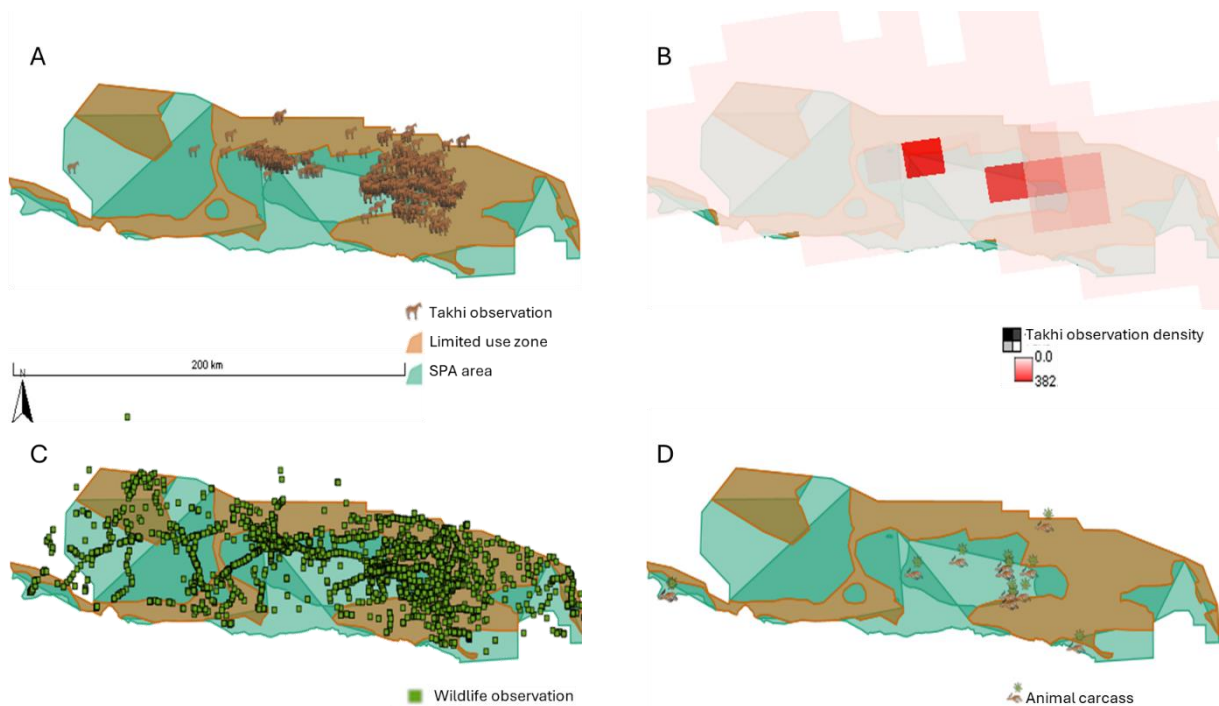 A
B
Takhi observation
Limited use zone
SPA area
200 km
N
Takhi observation density
0.0
382.
C
D
Wildlife observation
Animal carcass